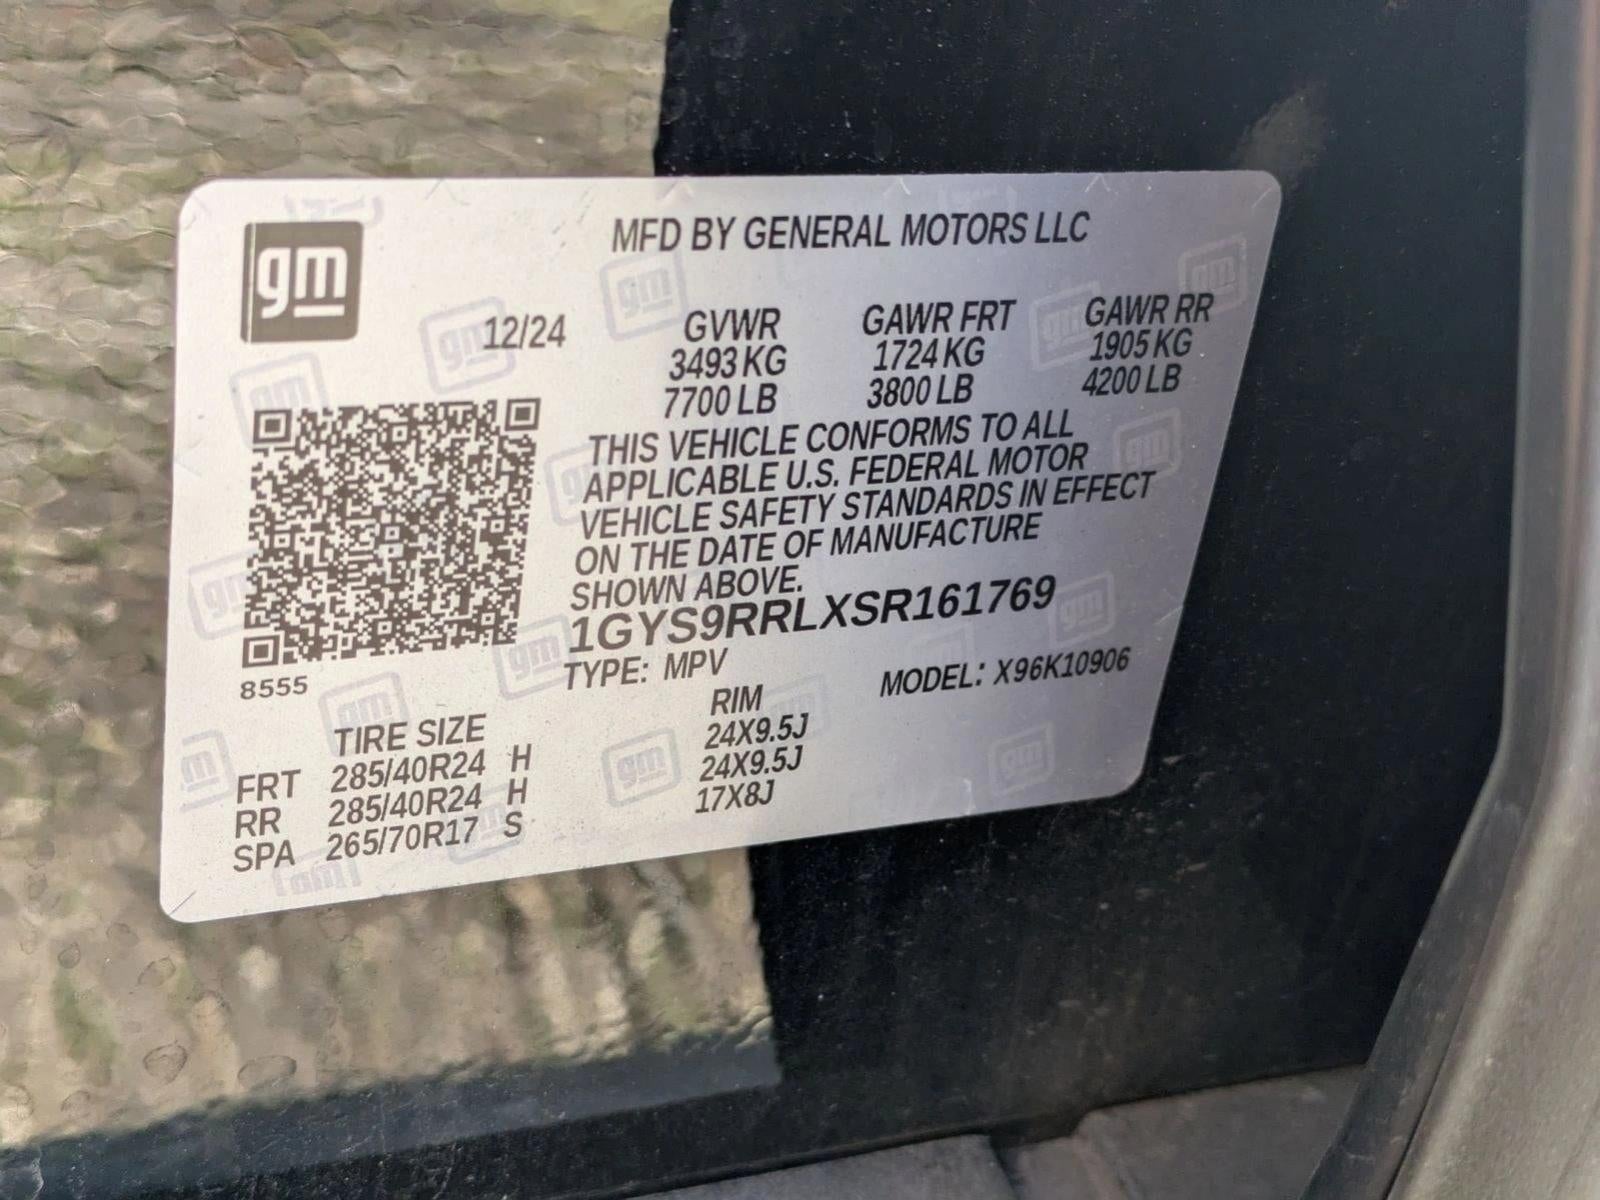 gm
MFD BY GENERAL MOTORS LLC
12/24
GVWR GAWR FRT GAWR RR
3493 KG 1724 KG 1905 KG
7700 LB 3800 LB 4200 LB
THIS VEHICLE CONFORMS TO ALL
APPLICABLE U.S. FEDERAL MOTOR
VEHICLE SAFETY STANDARDS IN EFFECT
ON THE DATE OF MANUFACTURE
SHOWN ABOVE.
1GYS9RRLXSR161769
TYPE: MPV MODEL: X96K10906
8555
TIRE SIZE RIM
FRT 285/40R24 H 24X9.5J
RR 285/40R24 H 24X9.5J
SPA 265/70R17 S 17X8J